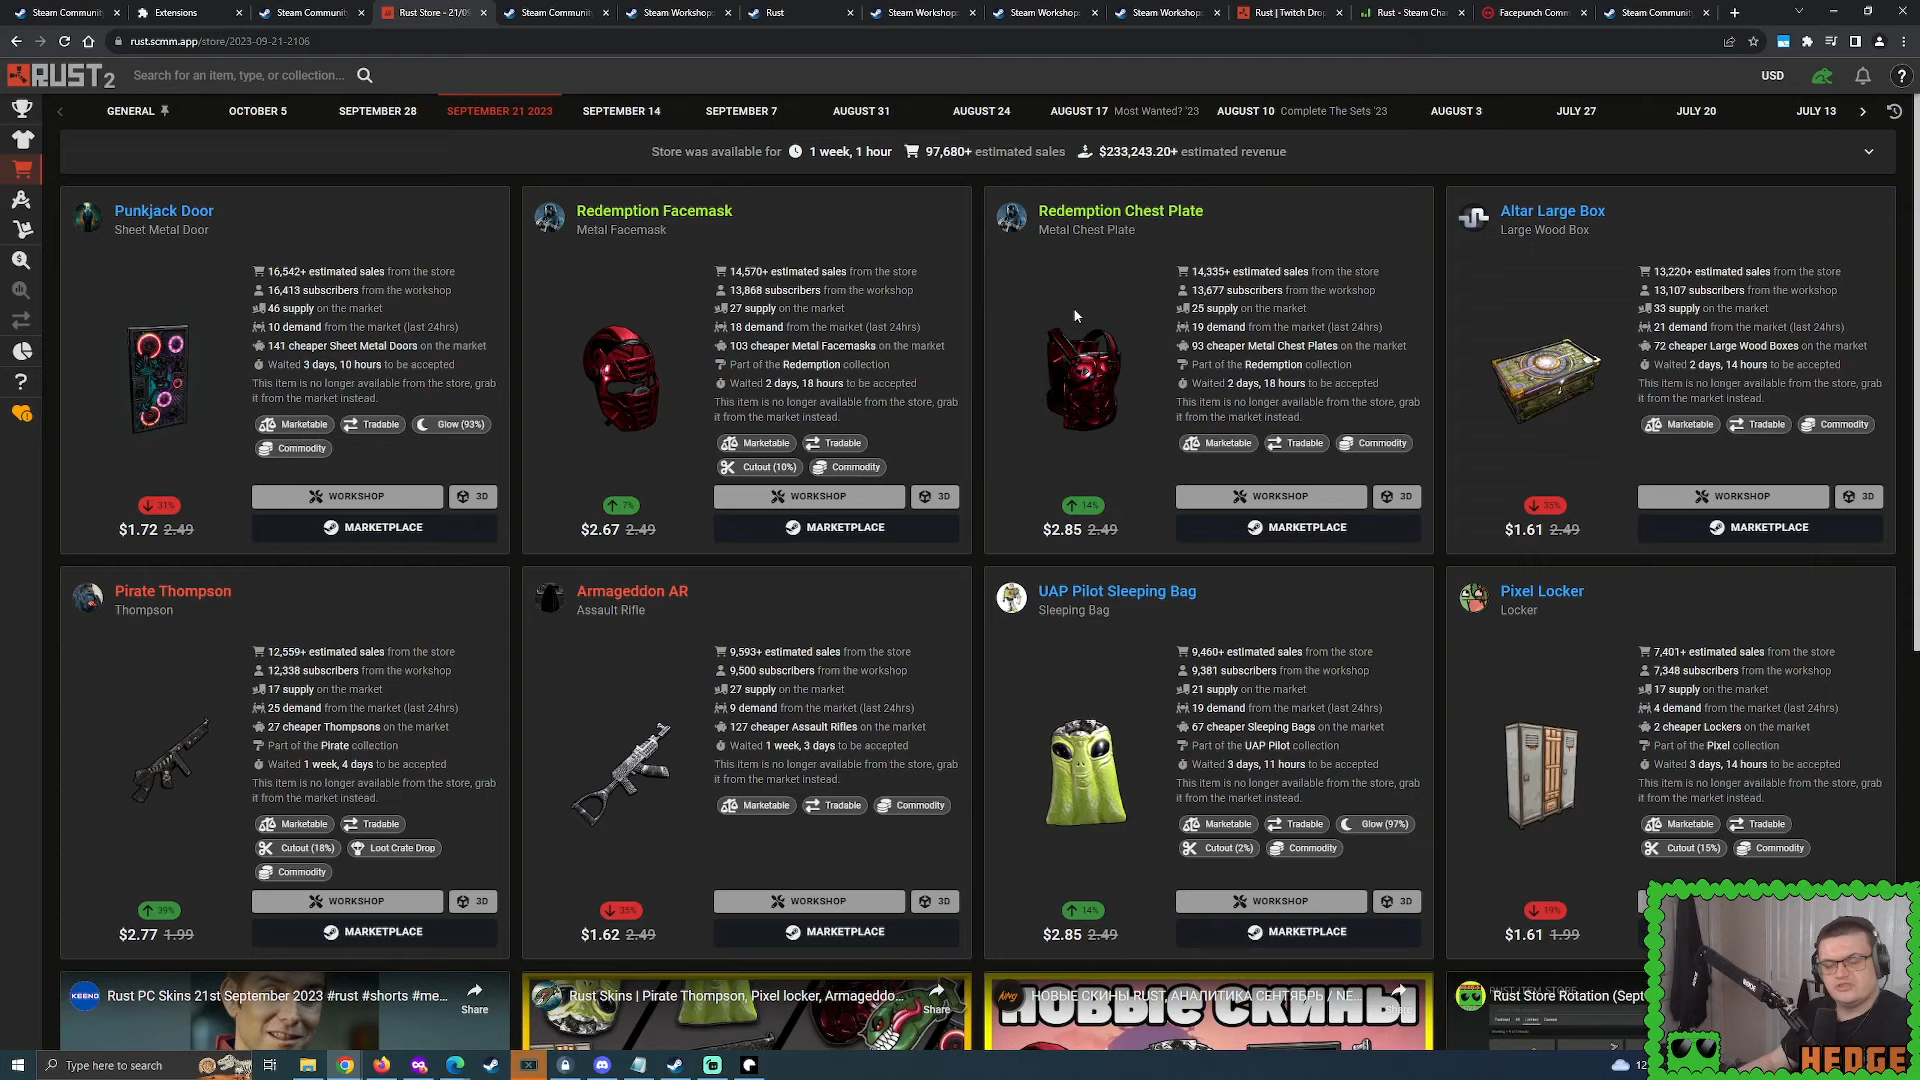 Steam Community
Extensions
Steam Community
Rust Store - 21/09
Steam Community
Steam Workshop
Rust
Steam Workshop
Steam Workshop
Steam Workshop
Rust | Twitch Drop
Rust - Steam Char
Facepunch Comm
Steam Community
rust.scmm.app/store/2023-09-21-2106
RUST 2
Search for an item, type, or collection...
USD
GENERAL
OCTOBER 5
SEPTEMBER 28
SEPTEMBER 21 2023
SEPTEMBER 14
SEPTEMBER 7
AUGUST 31
AUGUST 24
AUGUST 17 Most Wanted? '23
AUGUST 10 Complete The Sets '23
AUGUST 3
JULY 27
JULY 20
JULY 13
Store was available for 1 week, 1 hour 97,680+ estimated sales $233,243.20+ estimated revenue
Punkjack Door
Sheet Metal Door
16,542+ estimated sales from the store
16,413 subscribers from the workshop
46 supply on the market
10 demand from the market (last 24hrs)
141 cheaper Sheet Metal Doors on the market
Waited 3 days, 10 hours to be accepted
This item is no longer available from the store, grab
it from the market instead.
Marketable Tradable Glow (93%)
Commodity
31%
WORKSHOP 3D
$1.72 2.49
MARKETPLACE
Redemption Facemask
Metal Facemask
14,570+ estimated sales from the store
13,868 subscribers from the workshop
27 supply on the market
18 demand from the market (last 24hrs)
103 cheaper Metal Facemasks on the market
Part of the Redemption collection
Waited 2 days, 18 hours to be accepted
This item is no longer available from the store, grab
it from the market instead.
Marketable Tradable
Cutout (10%) Commodity
7%
WORKSHOP 3D
$2.67 2.49
MARKETPLACE
Redemption Chest Plate
Metal Chest Plate
14,335+ estimated sales from the store
13,677 subscribers from the workshop
25 supply on the market
19 demand from the market (last 24hrs)
93 cheaper Metal Chest Plates on the market
Part of the Redemption collection
Waited 2 days, 18 hours to be accepted
This item is no longer available from the store, grab
it from the market instead.
Marketable Tradable Commodity
14%
WORKSHOP 3D
$2.85 2.49
MARKETPLACE
Altar Large Box
Large Wood Box
13,220+ estimated sales from the store
13,107 subscribers from the workshop
33 supply on the market
21 demand from the market (last 24hrs)
72 cheaper Large Wood Boxes on the market
Waited 2 days, 14 hours to be accepted
This item is no longer available from the store, grab
it from the market instead.
Marketable Tradable Commodity
35%
WORKSHOP 3D
$1.61 2.49
MARKETPLACE
Pirate Thompson
Thompson
12,559+ estimated sales from the store
12,338 subscribers from the workshop
17 supply on the market
25 demand from the market (last 24hrs)
27 cheaper Thompsons on the market
Part of the Pirate collection
Waited 1 week, 4 days to be accepted
This item is no longer available from the store, grab
it from the market instead.
Marketable Tradable
Cutout (18%) Loot Crate Drop
Commodity
39%
WORKSHOP 3D
$2.77 1.99
MARKETPLACE
Armageddon AR
Assault Rifle
9,593+ estimated sales from the store
9,500 subscribers from the workshop
27 supply on the market
9 demand from the market (last 24hrs)
127 cheaper Assault Rifles on the market
Waited 1 week, 3 days to be accepted
This item is no longer available from the store, grab
it from the market instead.
Marketable Tradable Commodity
35%
WORKSHOP 3D
$1.62 2.49
MARKETPLACE
UAP Pilot Sleeping Bag
Sleeping Bag
9,460+ estimated sales from the store
9,381 subscribers from the workshop
21 supply on the market
19 demand from the market (last 24hrs)
67 cheaper Sleeping Bags on the market
Part of the UAP Pilot collection
Waited 3 days, 11 hours to be accepted
This item is no longer available from the store, grab
it from the market instead.
Marketable Tradable Glow (97%)
Cutout (2%) Commodity
14%
WORKSHOP 3D
$2.85 2.49
MARKETPLACE
Pixel Locker
Locker
7,401+ estimated sales from the store
7,348 subscribers from the workshop
17 supply on the market
4 demand from the market (last 24hrs)
2 cheaper Lockers on the market
Part of the Pixel collection
Waited 3 days, 14 hours to be accepted
This item is no longer available from the store, grab
it from the market instead.
Marketable Tradable
Cutout (15%) Commodity
19%
$1.61 1.99
KEENO
Rust PC Skins 21st September 2023 #rust #shorts #me...
Share
Rust Skins | Pirate Thompson, Pixel locker, Armageddo...
Share
НОВЫЕ СКИНЫ RUST, АНАЛИТИКА СЕНТЯБРЬ / NE...
Share
НОВЫЕ СКИНЫ
Rust Store Rotation (Sept
HEDGE
Type here to search